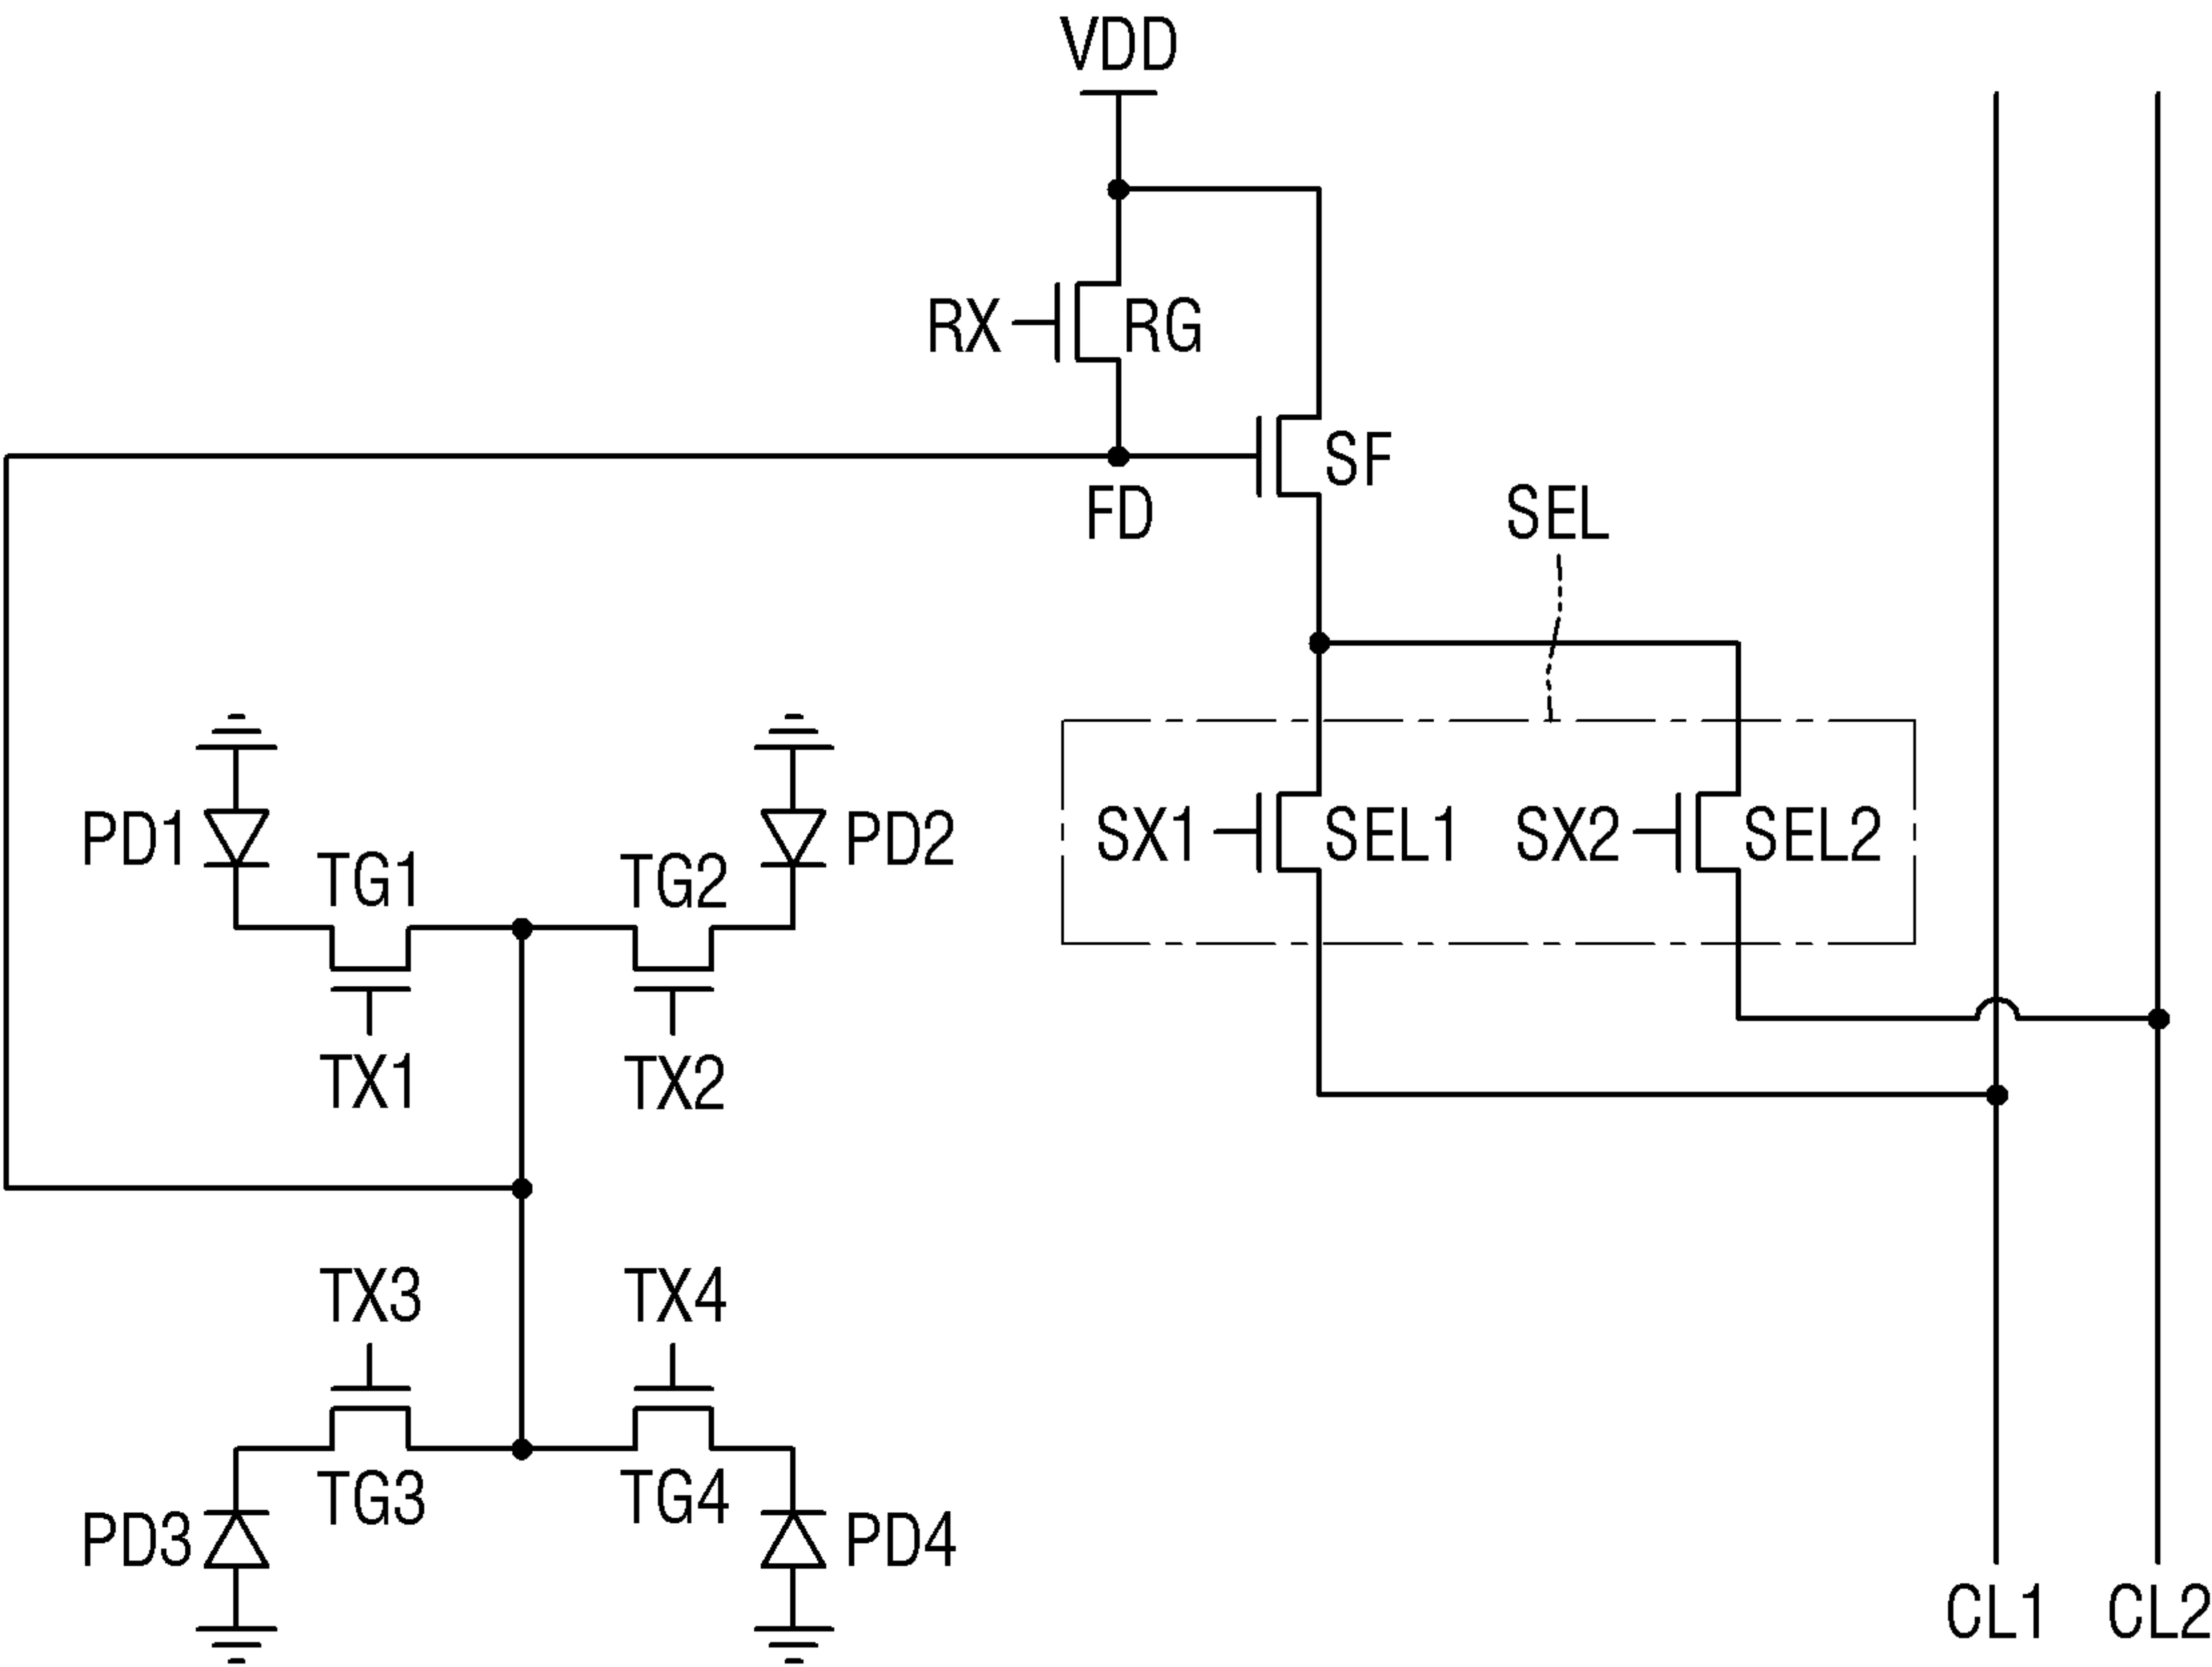 VDD
RX
RG
SF
FD
SEL
PD1
TG1
TG2
PD2
SX1
SEL1
SX2
SEL2
TX1
TX2
TX3
TX4
TG3
TG4
PD3
PD4
CL1
CL2